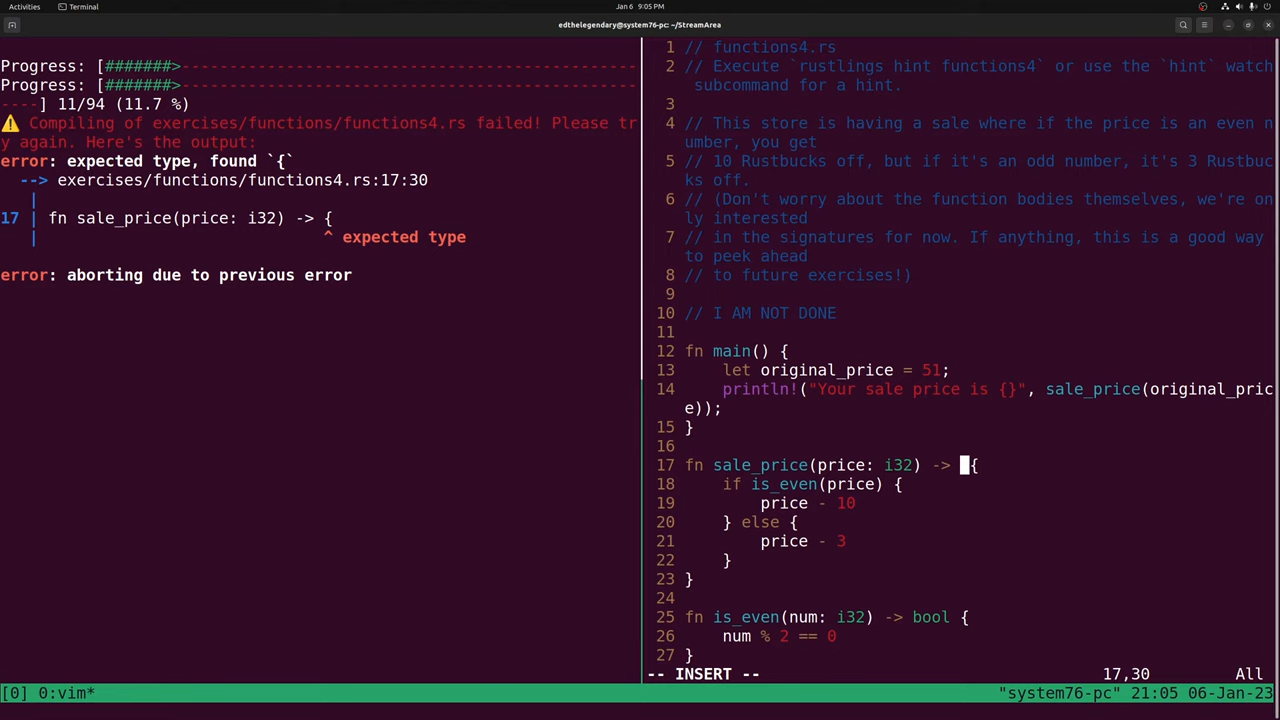 Activities
Terminal
Jan 6 9:05 PM
edthelegendary@system76-pc: ~/StreamArea
Progress: [#######>---------------------------------------------
Progress: [#######>---------------------------------------------
----] 11/94 (11.7 %)
⚠️ Compiling of exercises/functions/functions4.rs failed! Please tr
y again. Here's the output:
error: expected type, found `{`
--> exercises/functions/functions4.rs:17:30
|
17 | fn sale_price(price: i32) -> {
| ^ expected type
error: aborting due to previous error
1 // functions4.rs
2 // Execute `rustlings hint functions4` or use the `hint` watch
subcommand for a hint.
3
4 // This store is having a sale where if the price is an even n
umber, you get
5 // 10 Rustbucks off, but if it's an odd number, it's 3 Rustbuc
ks off.
6 // (Don't worry about the function bodies themselves, we're on
ly interested
7 // in the signatures for now. If anything, this is a good way
to peek ahead
8 // to future exercises!)
9
10 // I AM NOT DONE
11
12 fn main() {
13 let original_price = 51;
14 println!("Your sale price is {}", sale_price(original_pric
e));
15 }
16
17 fn sale_price(price: i32) -> {
18 if is_even(price) {
19 price - 10
20 } else {
21 price - 3
22 }
23 }
24
25 fn is_even(num: i32) -> bool {
26 num % 2 == 0
27 }
-- INSERT -- 17,30 All
[0] 0:vim* "system76-pc" 21:05 06-Jan-23